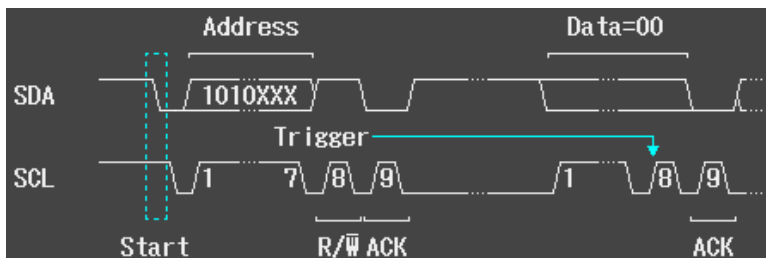 Address Data=00
SDA 1010XXX
Trigger
SCL 1 7 8 9 1 8 9
Start R/W̅ ACK ACK